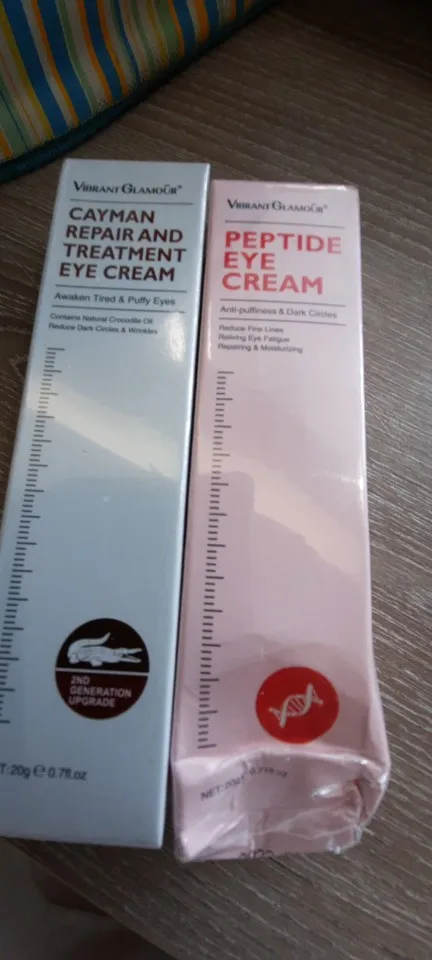 VIBRANT GLAMOUR®
CAYMAN
REPAIR AND
TREATMENT
EYE CREAM
Awaken Tired & Puffy Eyes
Contains Natural Crocodile Oil
Reduce Dark Circles & Wrinkles
2ND
GENERATION
UPGRADE
T:20g ℮ 0.7fl.oz
VIBRANT GLAMOUR®
PEPTIDE
EYE
CREAM
Anti-puffiness & Dark Circles
Reduce Fine Lines
Reliving Eye Fatigue
Repairing & Moisturizing